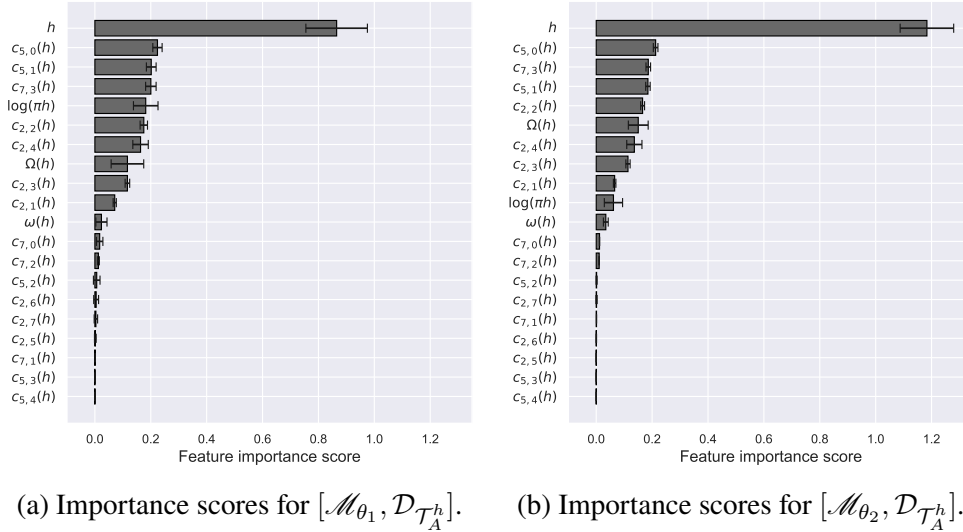 h
c5,0(h)
c5,1(h)
c7,3(h)
log(πh)
c2,2(h)
c2,4(h)
Ω(h)
c2,3(h)
c2,1(h)
ω(h)
c7,0(h)
c7,2(h)
c5,2(h)
c2,6(h)
c2,7(h)
c2,5(h)
c7,1(h)
c5,3(h)
c5,4(h)
0.0 0.2 0.4 0.6 0.8 1.0 1.2
Feature importance score
(a) Importance scores for [ℳθ1, 𝒟𝒯Ah].
h
c5,0(h)
c7,3(h)
c5,1(h)
c2,2(h)
Ω(h)
c2,4(h)
c2,3(h)
c2,1(h)
log(πh)
ω(h)
c7,0(h)
c7,2(h)
c5,2(h)
c2,7(h)
c7,1(h)
c2,6(h)
c2,5(h)
c5,3(h)
c5,4(h)
0.0 0.2 0.4 0.6 0.8 1.0 1.2
Feature importance score
(b) Importance scores for [ℳθ2, 𝒟𝒯Ah].